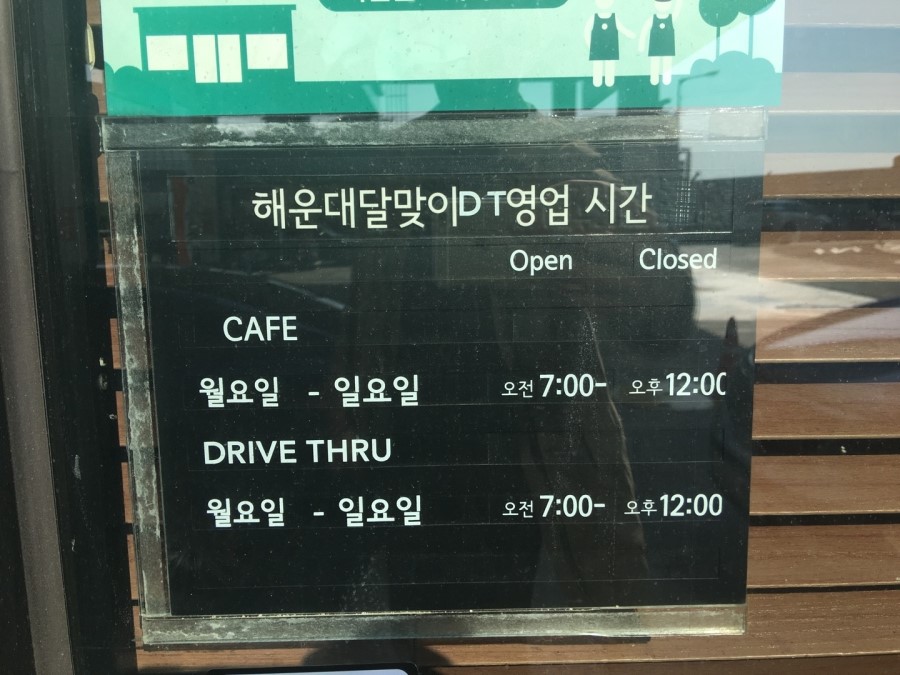 해운대달맞이DT영업 시간
Open Closed
CAFE
월요일 - 일요일 오전 7:00- 오후 12:00
DRIVE THRU
월요일 - 일요일 오전 7:00- 오후 12:00